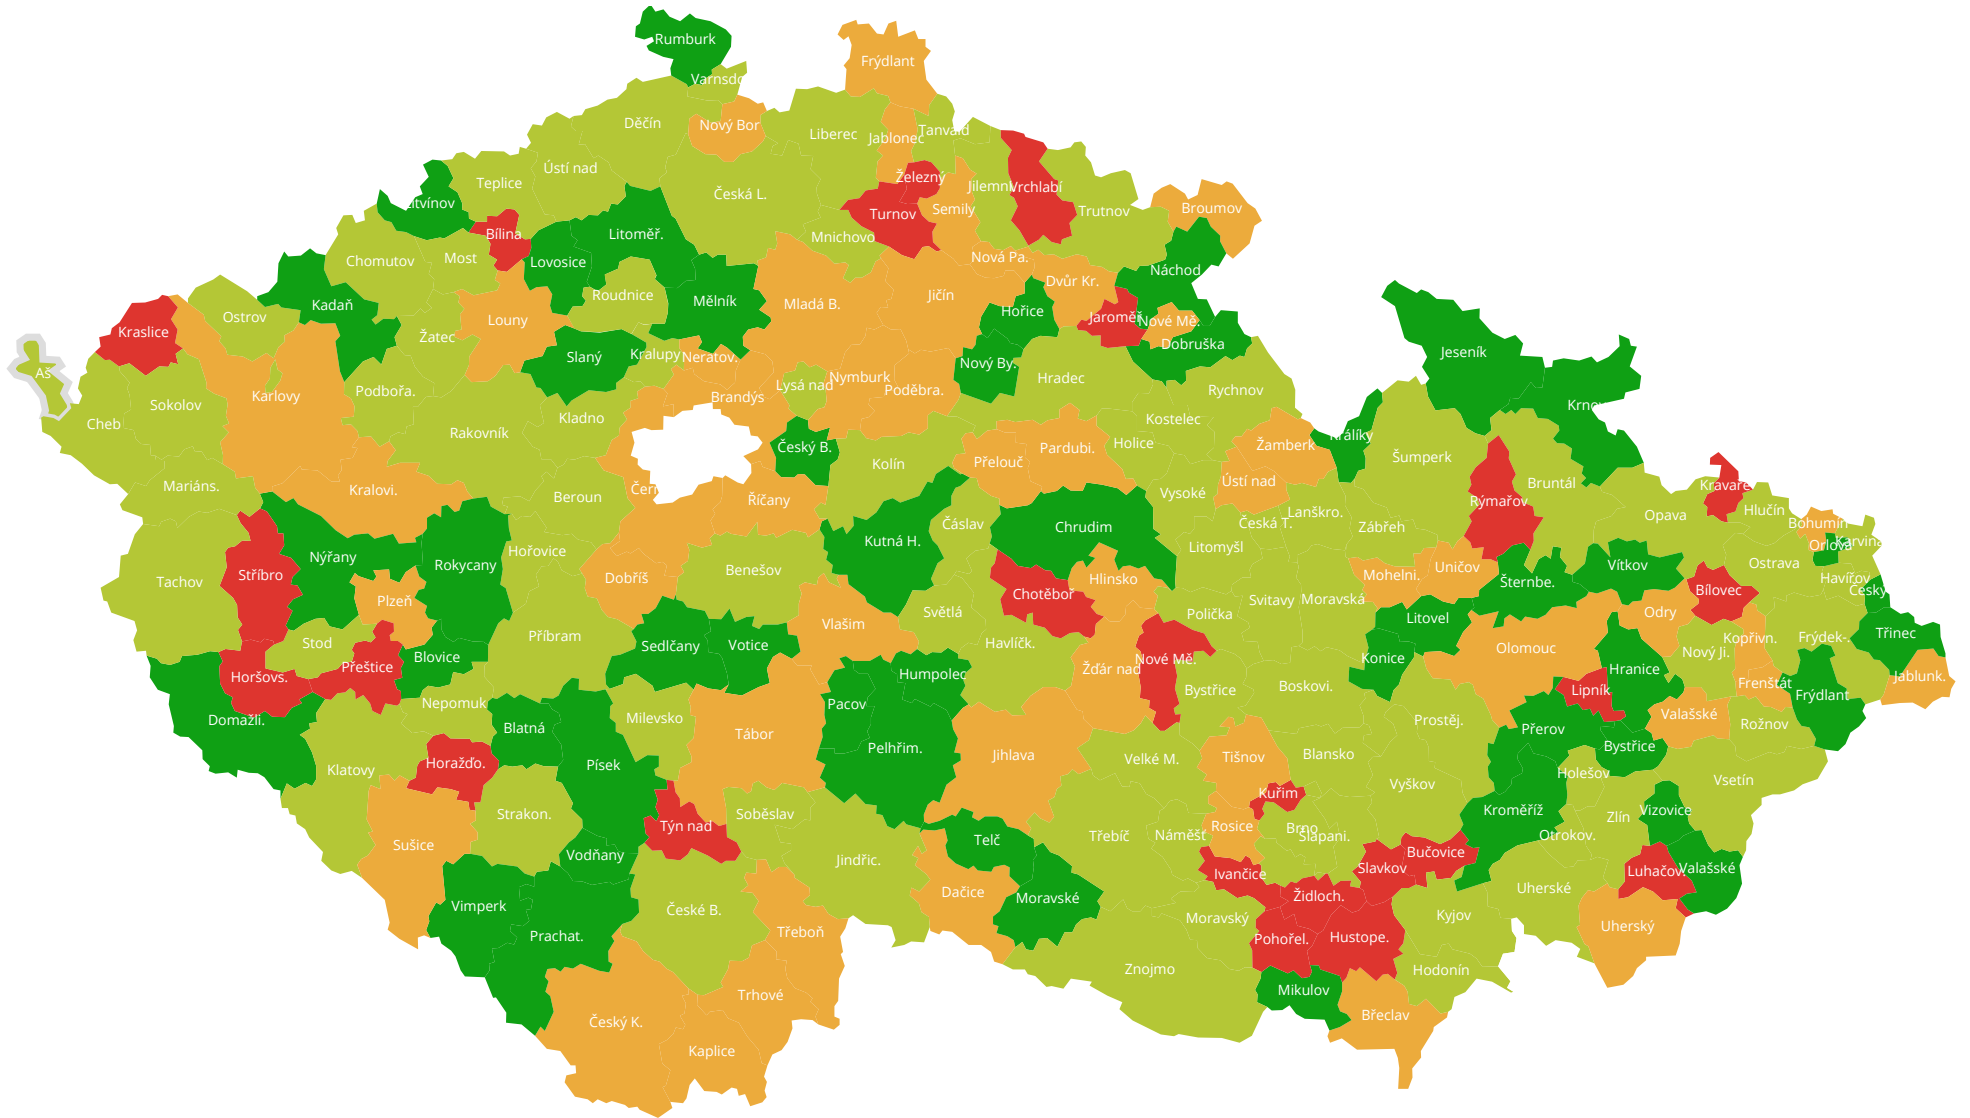 Rumburk
Frýdlant
Varnsdo
Děčín
Nový Bor
Liberec
Jablonec
Tanvald
Ústí nad
Teplice
Železný
Jilemni
Vrchlabí
Česká L.
Litvínov
Semily
Turnov
Trutnov
Broumov
Bílina
Litoměř.
Mnichovo
Most
Chomutov
Lovosice
Nová Pa.
Náchod
Dvůr Kr.
Roudnice
Mělník
Mladá B.
Jičín
Kadaň
Hořice
Ostrov
Louny
Jaroměř
Nové Mě.
Kraslice
Žatec
Dobruška
Jeseník
Slaný
Kralupy
Neratov.
Nový By.
Aš
Nymburk
Hradec
Lysá nad
Poděbra.
Podbořa.
Rychnov
Karlovy
Brandýs
Sokolov
Krnov
Kladno
Kostelec
Cheb
Rakovník
Králíky
Holice
Žamberk
Český B.
Pardubi.
Kolín
Přelouč
Šumperk
Ústí nad
Bruntál
Mariáns.
Kralovi.
Kravaře
Beroun
Říčany
Vysoké
Rýmařov
Hlučín
Lanškro.
Opava
Čáslav
Česká T.
Chrudim
Zábřeh
Bohumín
Kutná H.
Karviná
Hořovice
Litomyšl
Orlová
Nýřany
Rokycany
Ostrava
Vítkov
Stříbro
Benešov
Uničov
Mohelni.
Tachov
Dobříš
Hlinsko
Šternbe.
Havířov
Český
Bílovec
Chotěboř
Plzeň
Svitavy
Moravská
Světlá
Polička
Odry
Litovel
Vlašim
Příbram
Třinec
Stod
Havlíčk.
Kopřivn.
Frýdek-.
Sedlčany
Votice
Olomouc
Nový Ji.
Blovice
Konice
Nové Mě.
Přeštice
Žďár nad
Hranice
Humpolec
Horšovs.
Jablunk.
Frenštát
Boskovi.
Bystřice
Lipník
Frýdlant
Nepomuk
Pacov
Valašské
Domažli.
Milevsko
Prostěj.
Rožnov
Blatná
Přerov
Tábor
Pelhřim.
Bystřice
Jihlava
Blansko
Tišnov
Velké M.
Horažďo.
Písek
Klatovy
Holešov
Vsetín
Vyškov
Kuřim
Kroměříž
Vizovice
Strakon.
Soběslav
Zlín
Týn nad
Rosice
Brno
Třebíč
Náměšť
Šlapani.
Otrokov.
Telč
Sušice
Bučovice
Vodňany
Jindřic.
Slavkov
Valašské
Ivančice
Luhačov.
Uherské
Dačice
Židloch.
Moravské
Vimperk
České B.
Kyjov
Moravský
Uherský
Třeboň
Prachat.
Hustope.
Pohořel.
Znojmo
Hodonín
Mikulov
Trhové
Břeclav
Český K.
Kaplice